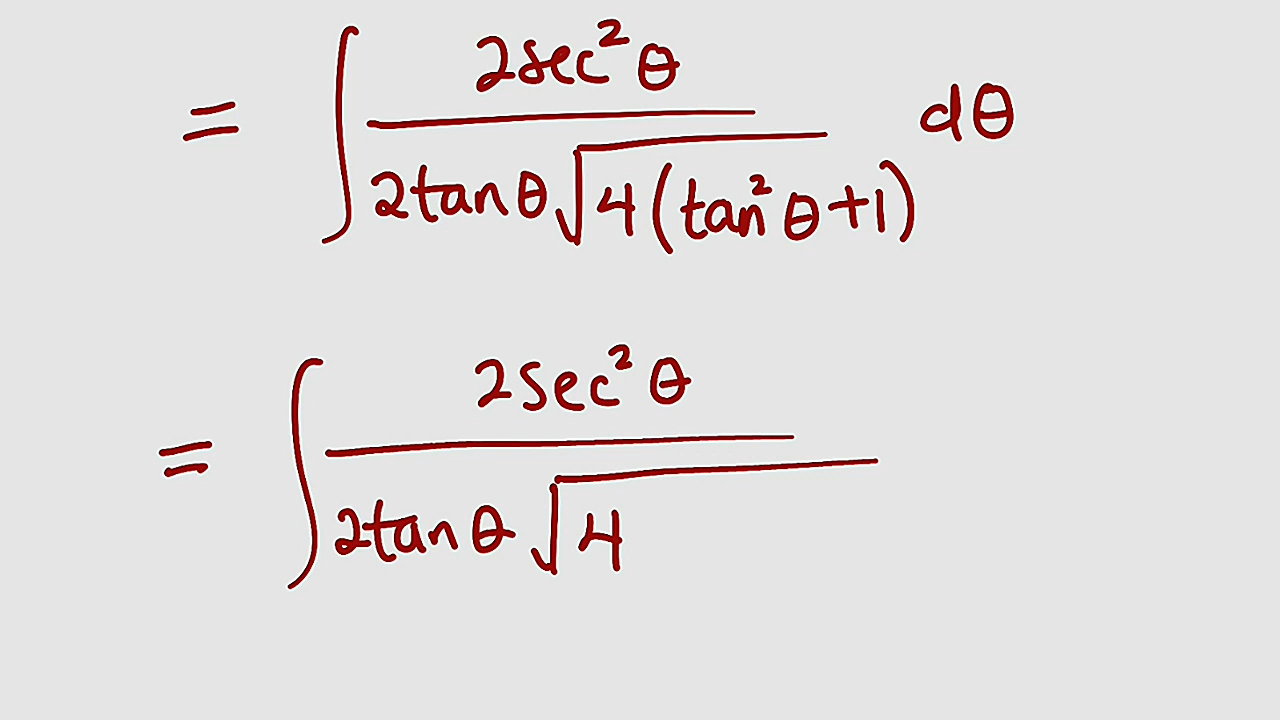 = ∫ 2sec²θ / (2tanθ√(4(tan²θ+1))) dθ
= ∫ 2sec²θ / (2tanθ√4